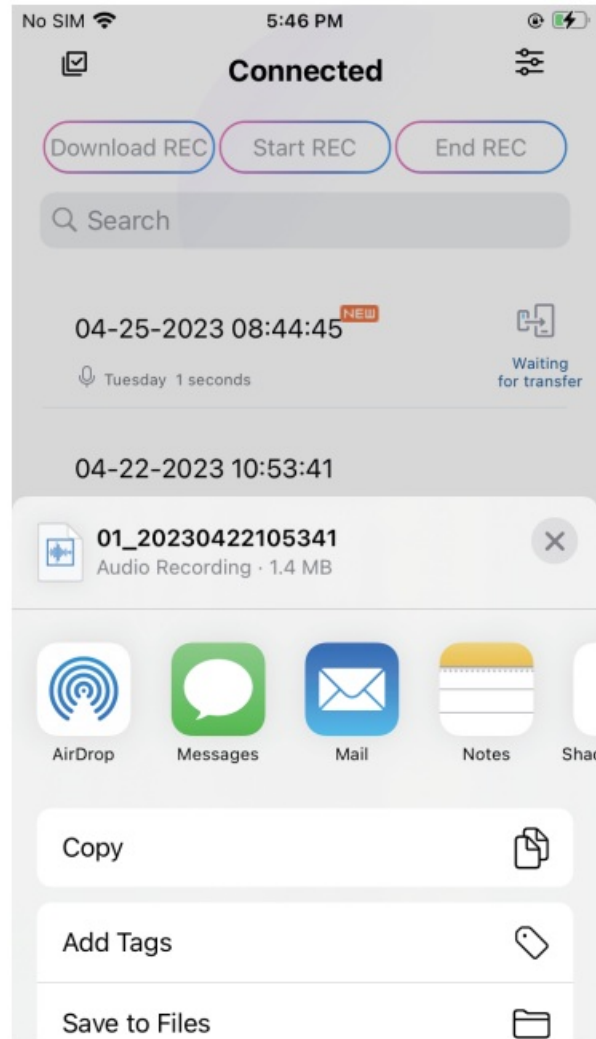 No SIM 5:46 PM
Connected
Download REC Start REC End REC
Search
04-25-2023 08:44:45 NEW
Tuesday 1 seconds
Waiting
for transfer
04-22-2023 10:53:41
01_20230422105341
Audio Recording · 1.4 MB
AirDrop Messages Mail Notes Shad
Copy
Add Tags
Save to Files